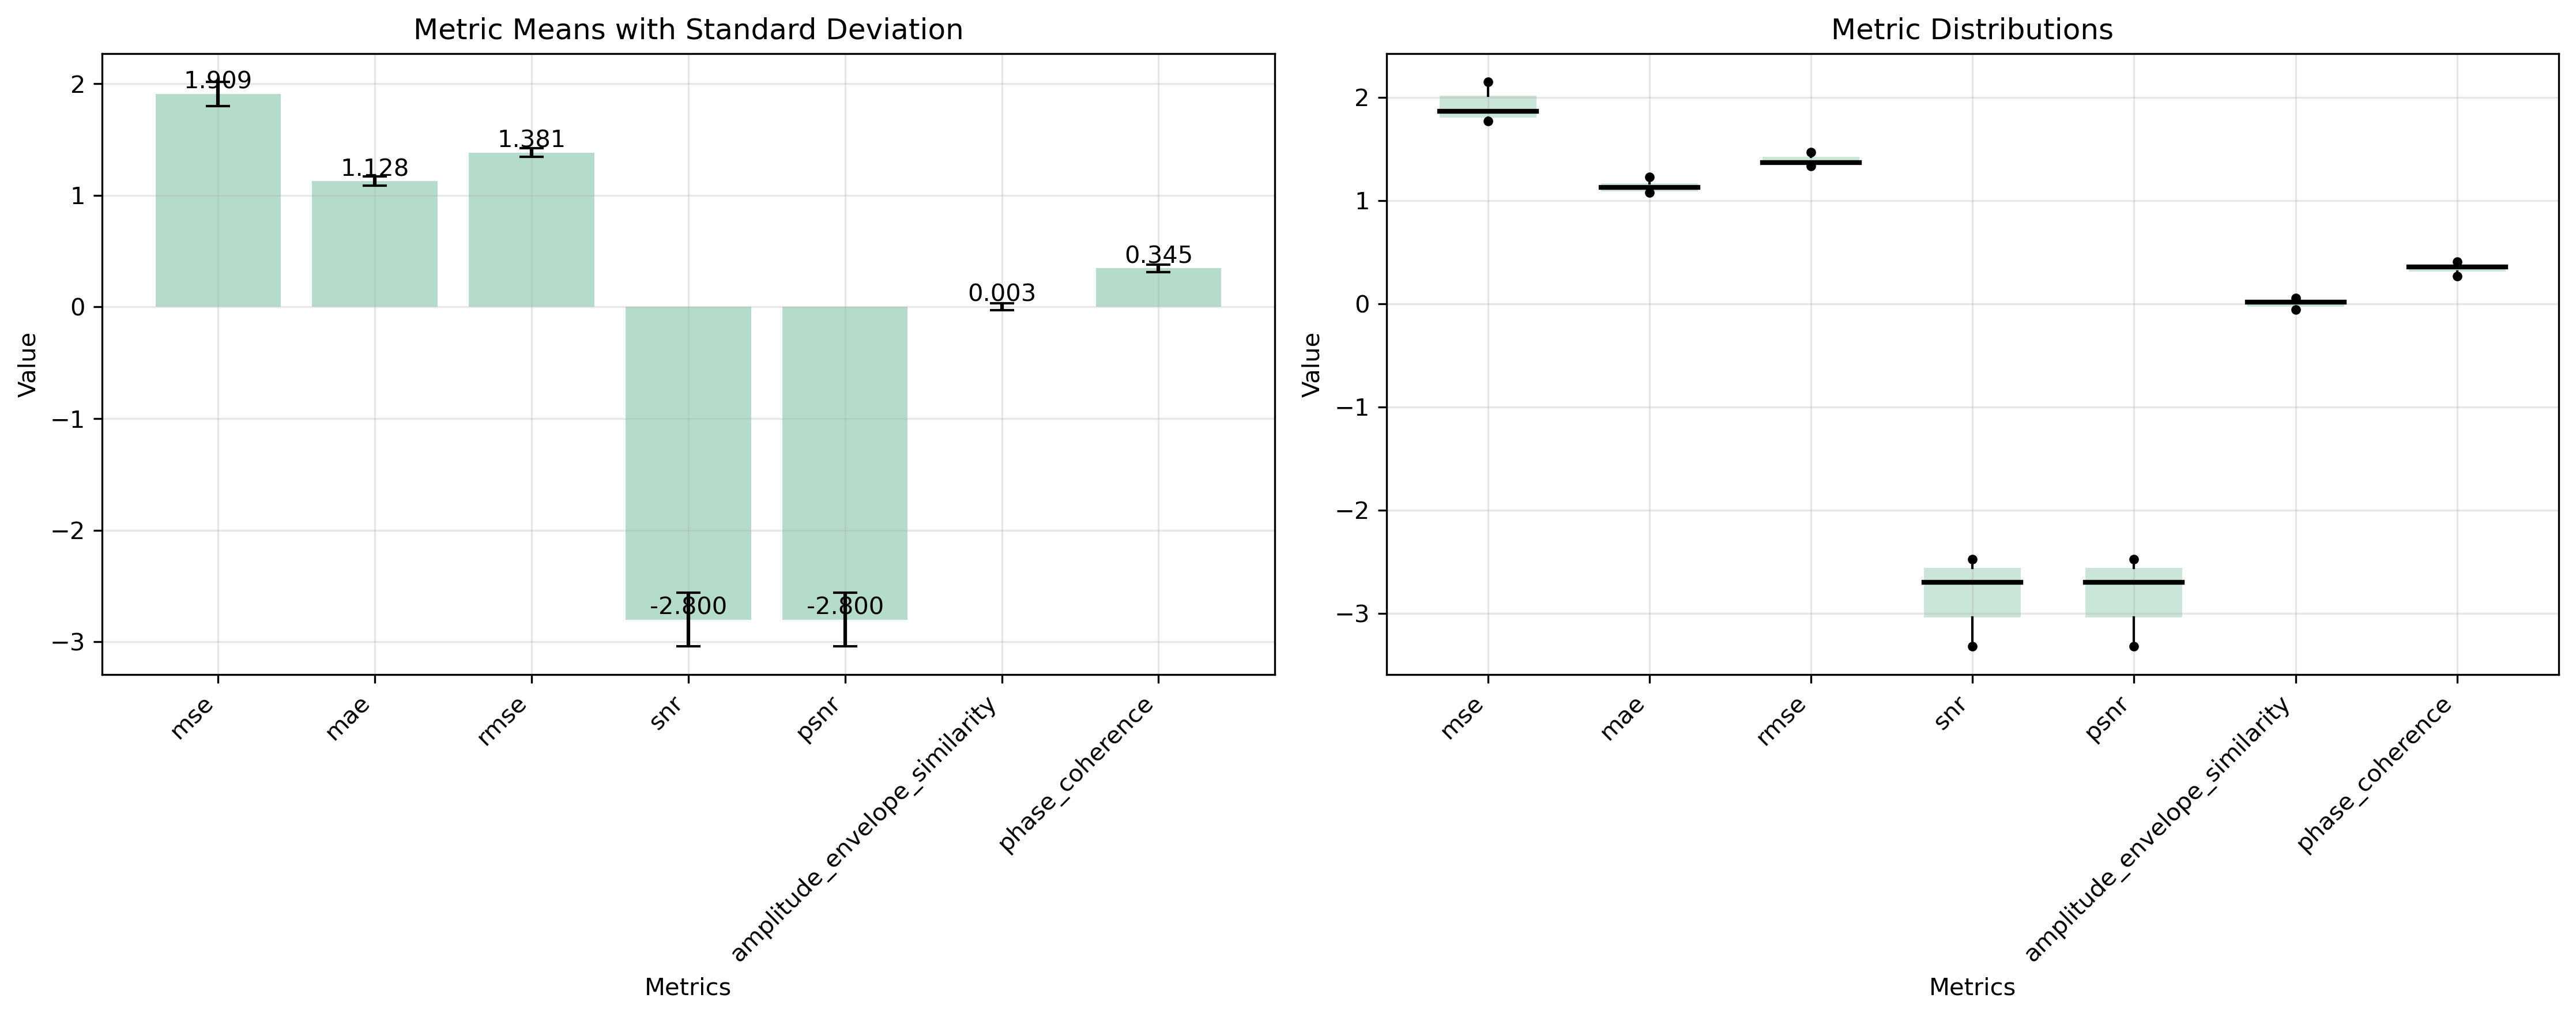 Metric Means with Standard Deviation
2
1
0
−1
−2
−3
Value
1.909
1.128
1.381
-2.800
-2.800
0.003
0.345
mse
mae
rmse
snr
psnr
amplitude_envelope_similarity
phase_coherence
Metrics
Metric Distributions
2
1
0
−1
−2
−3
Value
mse
mae
rmse
snr
psnr
amplitude_envelope_similarity
phase_coherence
Metrics